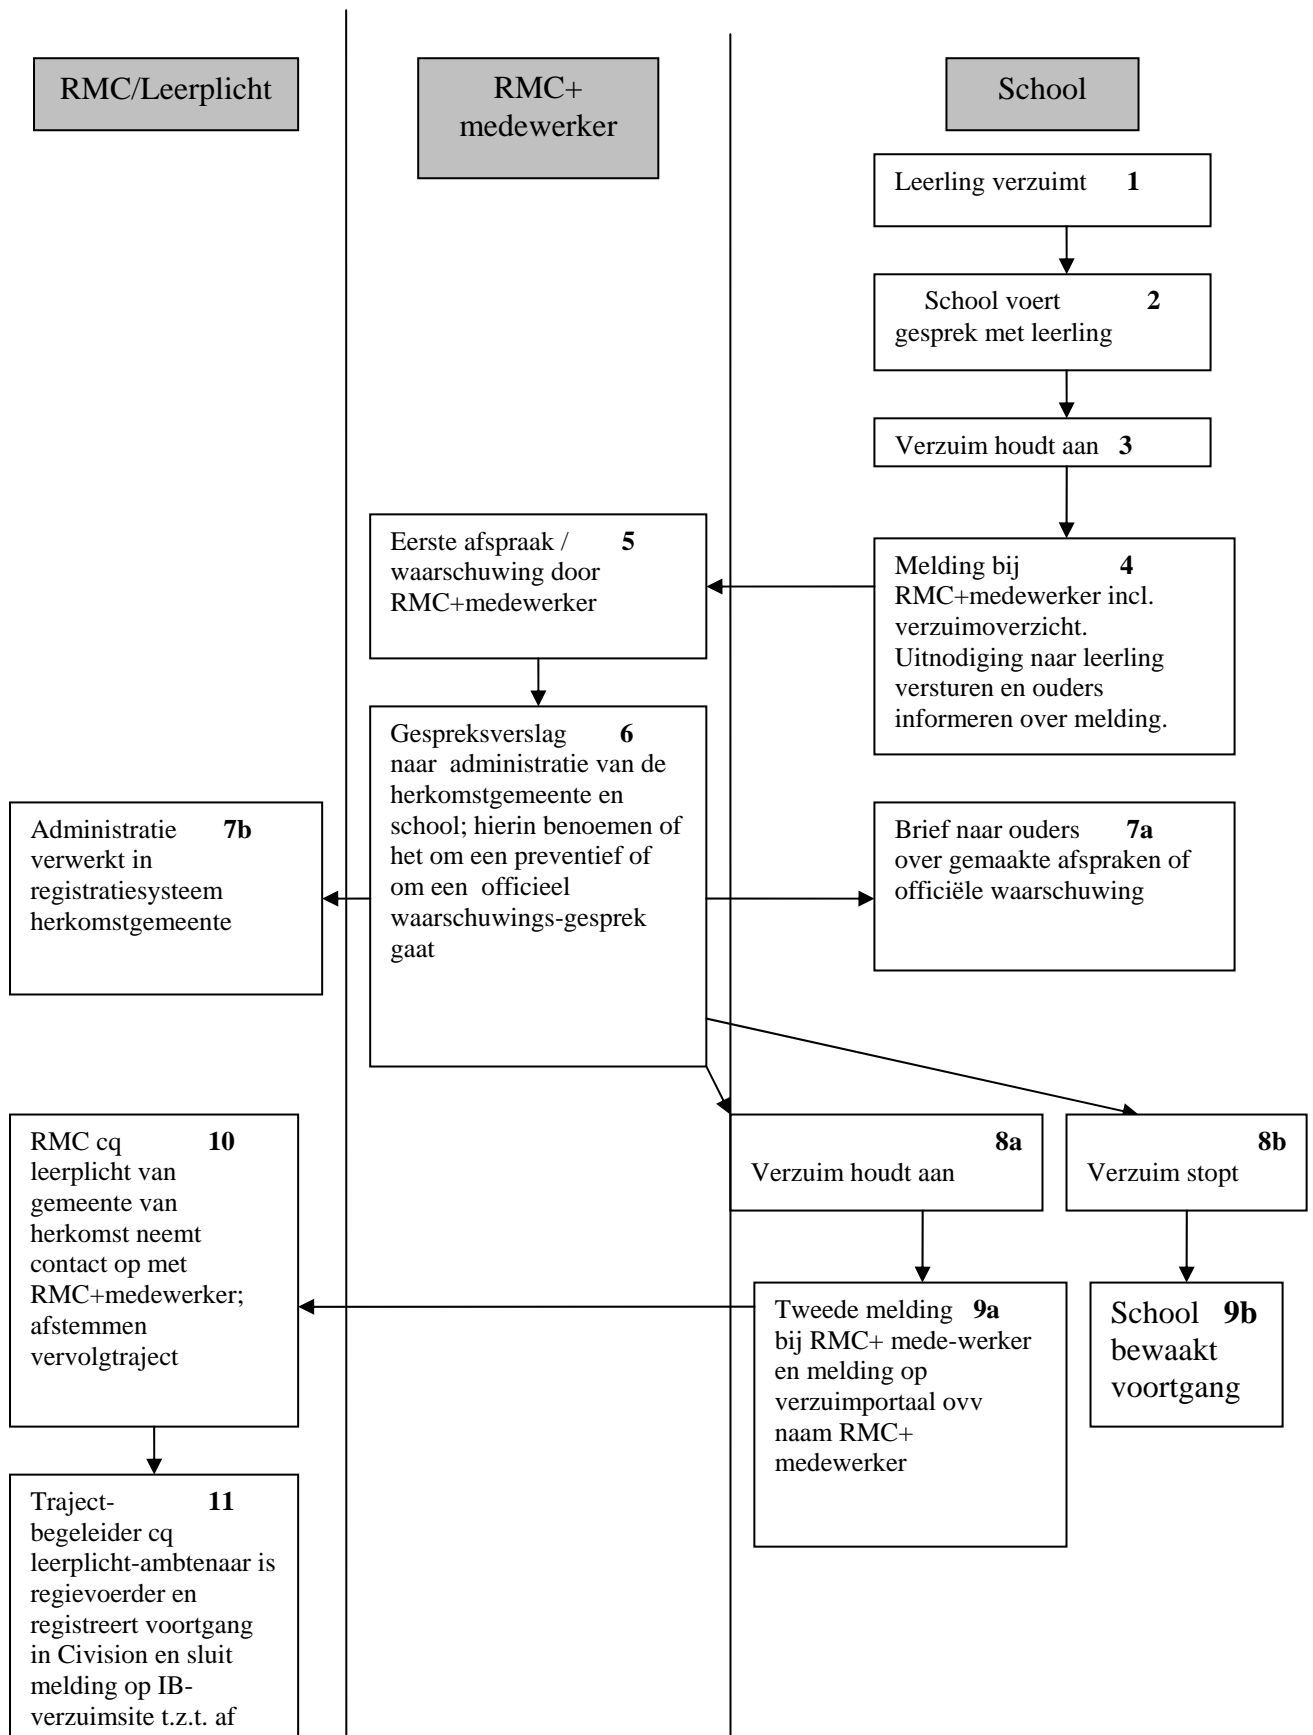 RMC/Leerplicht
RMC+
medewerker
School
Leerling verzuimt 1
School voert 2
gesprek met leerling
Verzuim houdt aan 3
Melding bij 4
RMC+medewerker incl.
verzuimoverzicht.
Uitnodiging naar leerling
versturen en ouders
informeren over melding.
Eerste afspraak / 5
waarschuwing door
RMC+medewerker
Gespreksverslag 6
naar administratie van de
herkomstgemeente en
school; hierin benoemen of
het om een preventief of
om een officieel
waarschuwings-gesprek
gaat
Brief naar ouders 7a
over gemaakte afspraken of
officiële waarschuwing
Administratie 7b
verwerkt in
registratiesysteem
herkomstgemeente
8a
Verzuim houdt aan
8b
Verzuim stopt
Tweede melding 9a
bij RMC+ mede-werker
en melding op
verzuimportaal ovv
naam RMC+
medewerker
School 9b
bewaakt
voortgang
RMC cq 10
leerplicht van
gemeente van
herkomst neemt
contact op met
RMC+medewerker;
afstemmen
vervolgtraject
Traject- 11
begeleider cq
leerplicht-ambtenaar is
regievoerder en
registreert voortgang
in Civision en sluit
melding op IB-
verzuimsite t.z.t. af